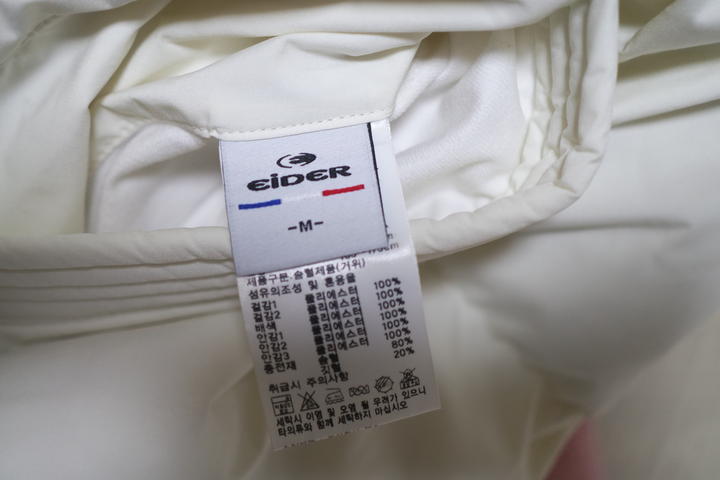 EiDER
-M-
제품구분:솜털제품(거위)
섬유의조성 및 혼용율
겉감1 폴리에스터 100%
겉감2 폴리에스터 100%
배색 폴리에스터 100%
안감1 폴리에스터 100%
안감2 폴리에스터 100%
안감3 솜털 80%
충전재 깃털 20%
취급시 주의사항
세탁시 이염 및 오염 될 우려가 있으니
타의류와 함께 세탁하지 마십시오